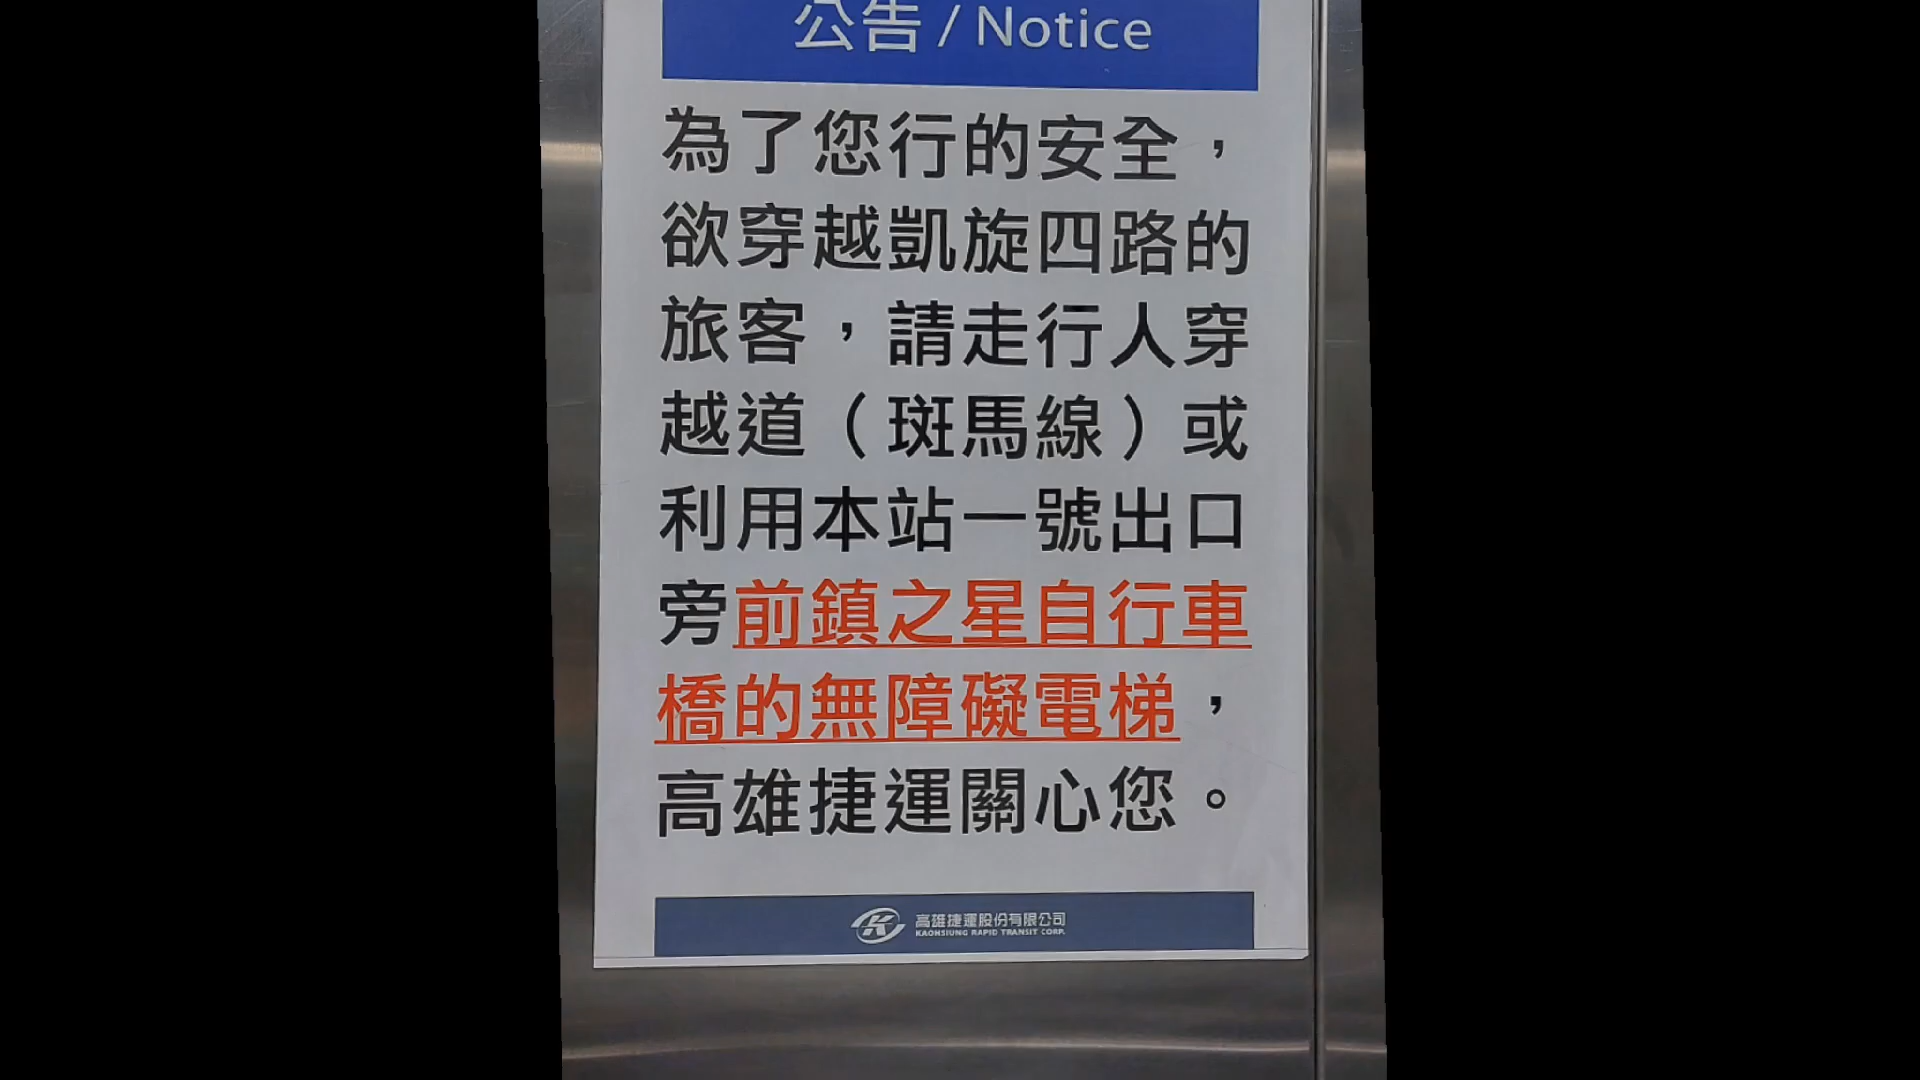 公告 / Notice
為了您行的安全，
欲穿越凱旋四路的
旅客，請走行人穿
越道（斑馬線）或
利用本站一號出口
旁前鎮之星自行車
橋的無障礙電梯，
高雄捷運關心您。
高雄捷運股份有限公司
KAOHSIUNG RAPID TRANSIT CORP.